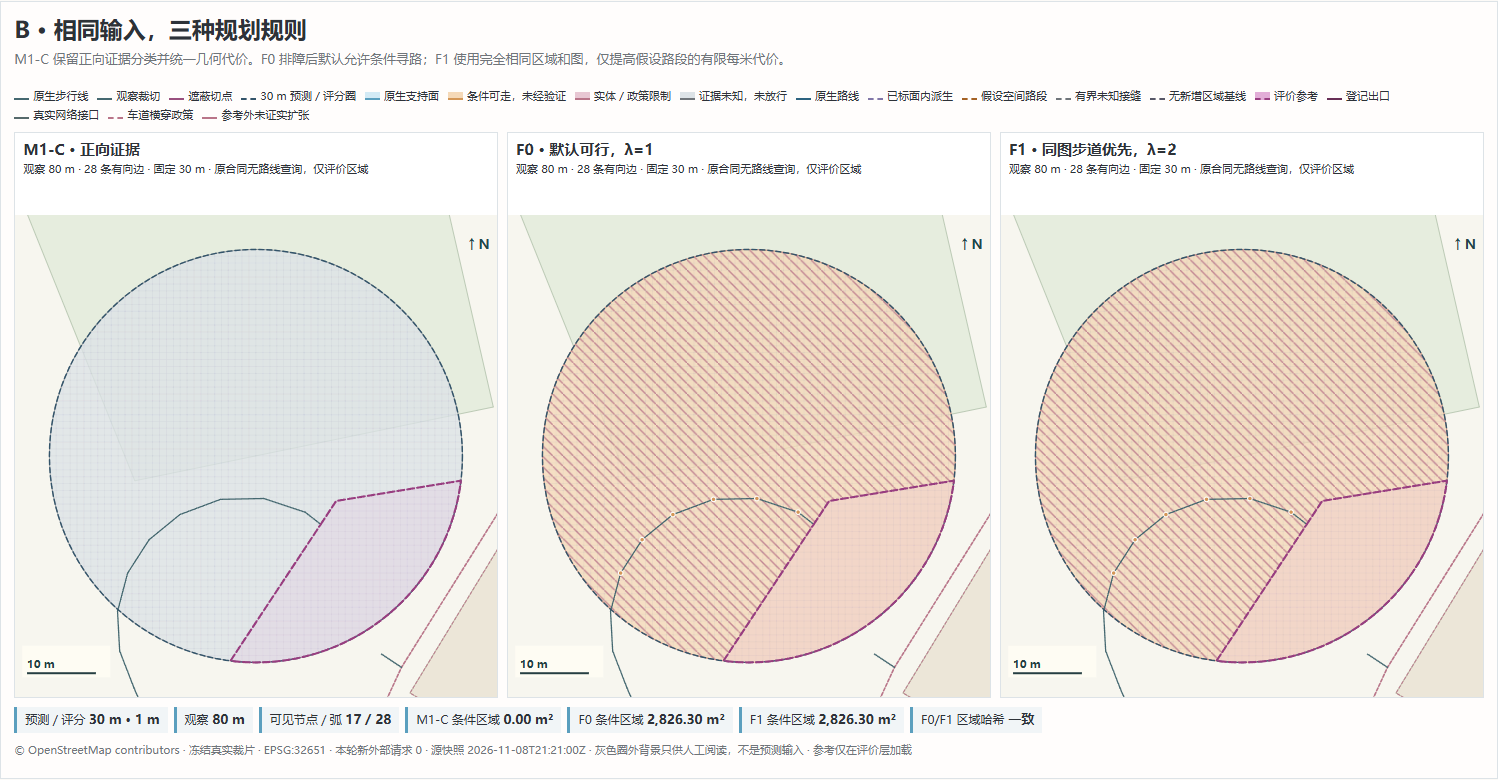 B • 相同输入，三种规划规则
M1-C 保留正向证据分类并统一几何代价。F0 排障后默认允许条件寻路；F1 使用完全相同区域和图，仅提高假设路段的有限每米代价。
原生步行线 观察裁切 遮蔽切点 30 m 预测 / 评分圈 原生支持面 条件可走，未经验证 实体 / 政策限制 证据未知，未放行 原生路线 已标面内派生 假设空间路段 有界未知接缝 无新增区域基线 评价参考 登记出口
真实网络接口 车道横穿政策 参考外未证实扩张
M1-C • 正向证据
观察 80 m · 28 条有向边 · 固定 30 m · 原合同无路线查询，仅评价区域
↑ N
10 m
F0 • 默认可行，λ=1
观察 80 m · 28 条有向边 · 固定 30 m · 原合同无路线查询，仅评价区域
↑ N
10 m
F1 • 同图步道优先，λ=2
观察 80 m · 28 条有向边 · 固定 30 m · 原合同无路线查询，仅评价区域
↑ N
10 m
预测 / 评分 30 m • 1 m 观察 80 m 可见节点 / 弧 17 / 28 M1-C 条件区域 0.00 m² F0 条件区域 2,826.30 m² F1 条件区域 2,826.30 m² F0/F1 区域哈希 一致
© OpenStreetMap contributors · 冻结真实裁片 · EPSG:32651 · 本轮新外部请求 0 · 源快照 2026-11-08T21:21:00Z · 灰色圈外背景只供人工阅读，不是预测输入 · 参考仅在评价层加载